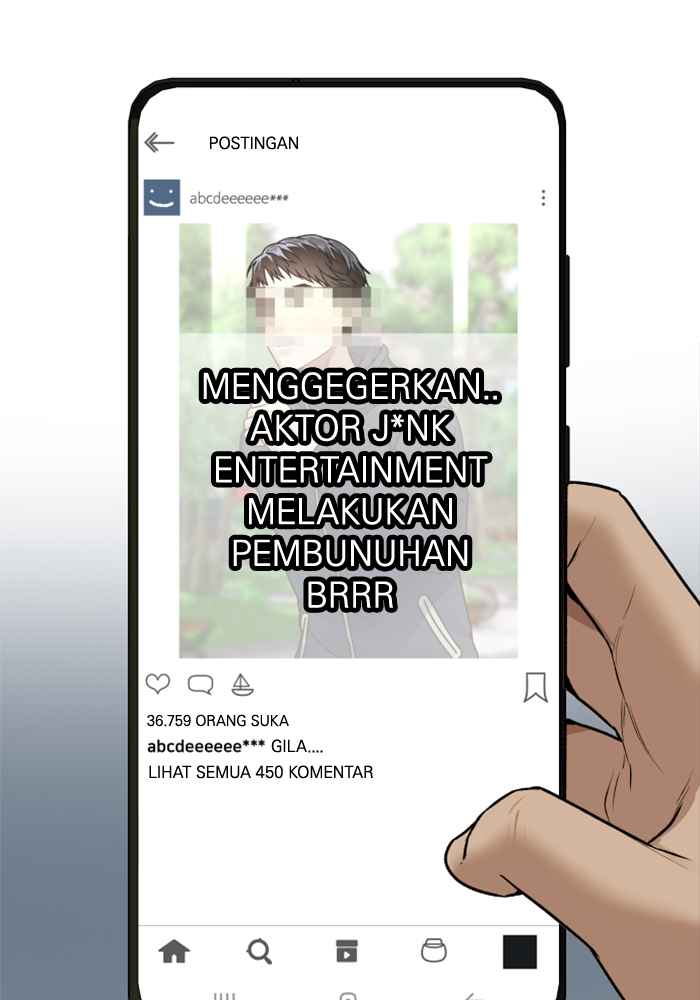 POSTINGAN
abcdeeeeee***
MENGGEGERKAN..
AKTOR J*NK
ENTERTAINMENT
MELAKUKAN
PEMBUNUHAN
BRRR
36.759 ORANG SUKA
abcdeeeeee*** GILA....
LIHAT SEMUA 450 KOMENTAR